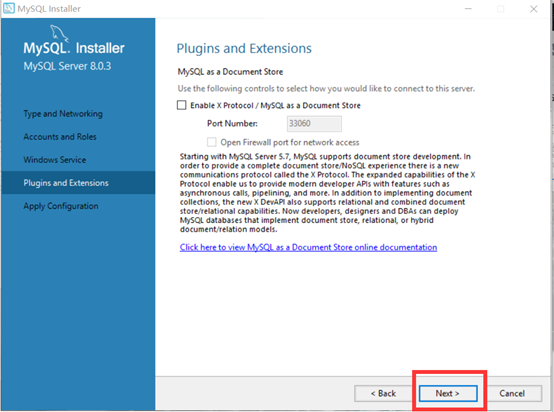 MySQL Installer
MySQL. Installer
MySQL Server 8.0.3
Type and Networking
Accounts and Roles
Windows Service
Plugins and Extensions
Apply Configuration
Plugins and Extensions
MySQL as a Document Store
Use the following controls to select how you would like to connect to this server.
Enable X Protocol / MySQL as a Document Store
Port Number:
33060
Open Firewall port for network access
Starting with MySQL Server 5.7, MySQL supports document store development. In
order to provide a complete document store/NoSQL experience there is a new
communications protocol called the X Protocol. The expanded capabilities of the X
Protocol enable us to provide modern developer APIs with features such as
asynchronous calls, pipelining, and more. In addition to implementing document
collections, the new X DevAPI also supports relational and combined document
store/relational capabilities. Now developers, designers and DBAs can deploy
MySQL databases that implement document store, relational, or hybrid
document/relation models.
Click here to view MySQL as a Document Store online documentation
< Back
Next >
Cancel